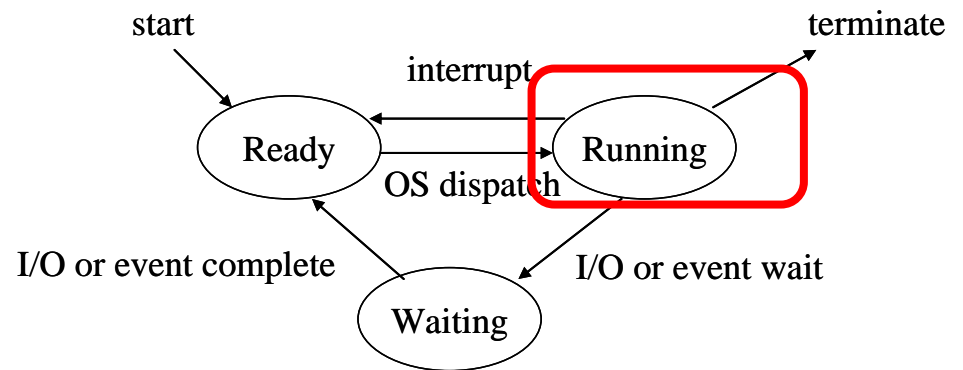 start
terminate
interrupt
Ready
Running
OS dispatch
I/O or event complete
I/O or event wait
Waiting